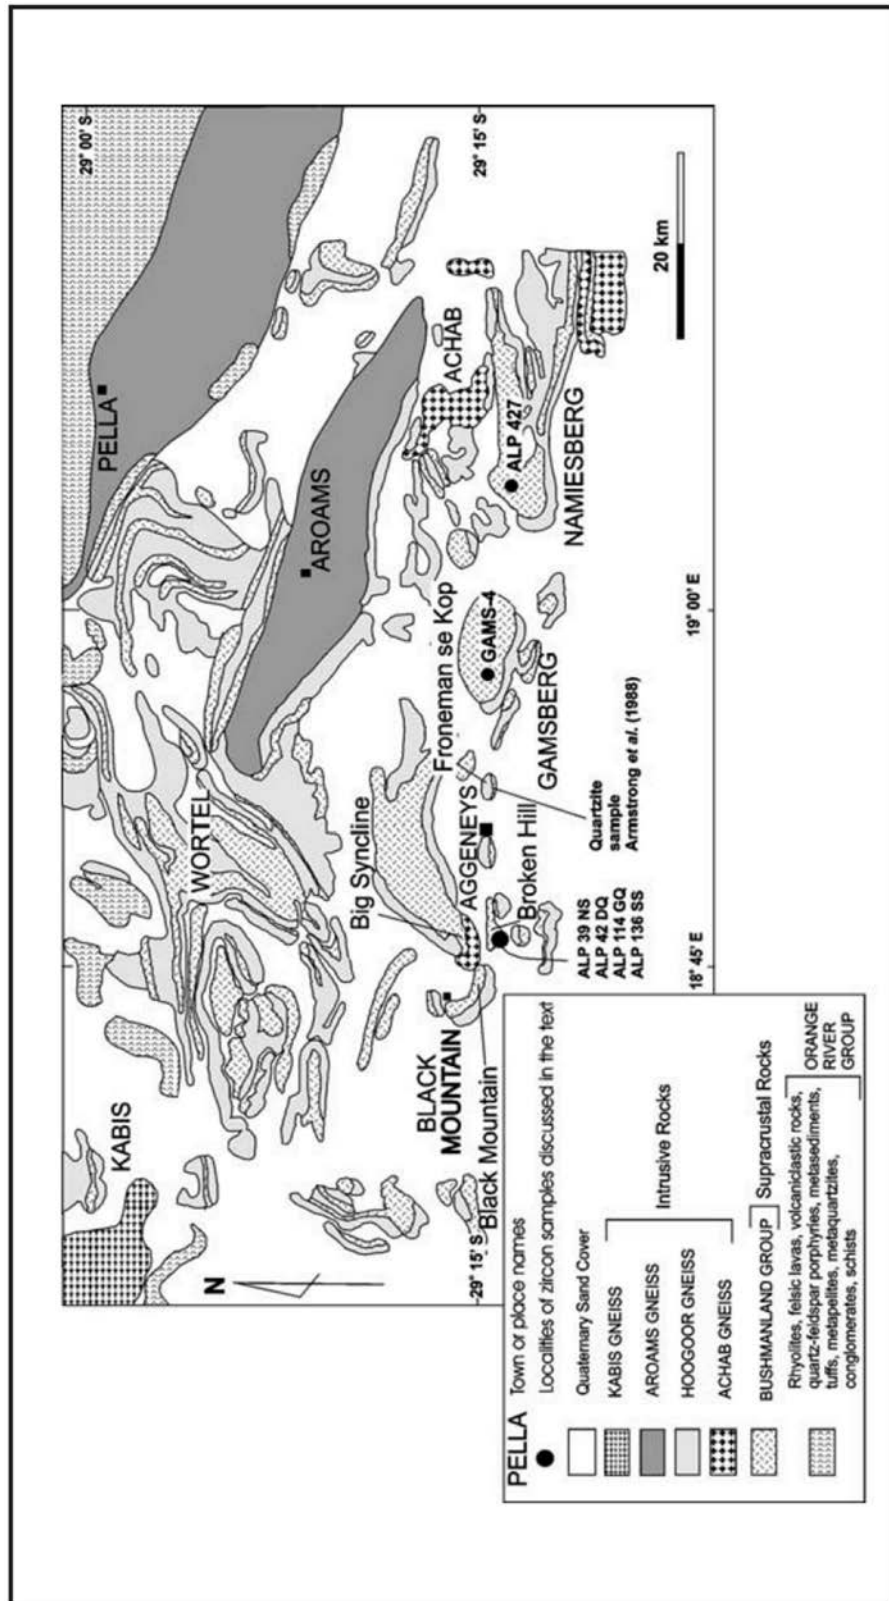 29° 00' S
PELLA
KABIS
WORTEL
AROAMS
Big Syncline
BLACK
MOUNTAIN
Black Mountain
AGGENEYS
Froneman se Kop
ACHAB
29° 15' S
29° 15' S
Broken Hill
GAMS-4
ALP 427
GAMSBERG
NAMIESBERG
N
20 km
ALP 39 NS
ALP 42 DQ
ALP 114 GQ
ALP 136 SS
Quartzite
sample
Armstrong et al. (1988)
18° 45' E
19° 00' E
PELLA Town or place names
Localities of zircon samples discussed in the text
Quaternary Sand Cover
KABIS GNEISS
AROAMS GNEISS
HOOGOOR GNEISS
ACHAB GNEISS
Intrusive Rocks
BUSHMANLAND GROUP
Supracrustal Rocks
Rhyolites, felsic lavas, volcaniclastic rocks,
quartz-feldspar porphyries, metasediments,
tuffs, metapelites, metaquartzites,
conglomerates, schists
ORANGE
RIVER
GROUP